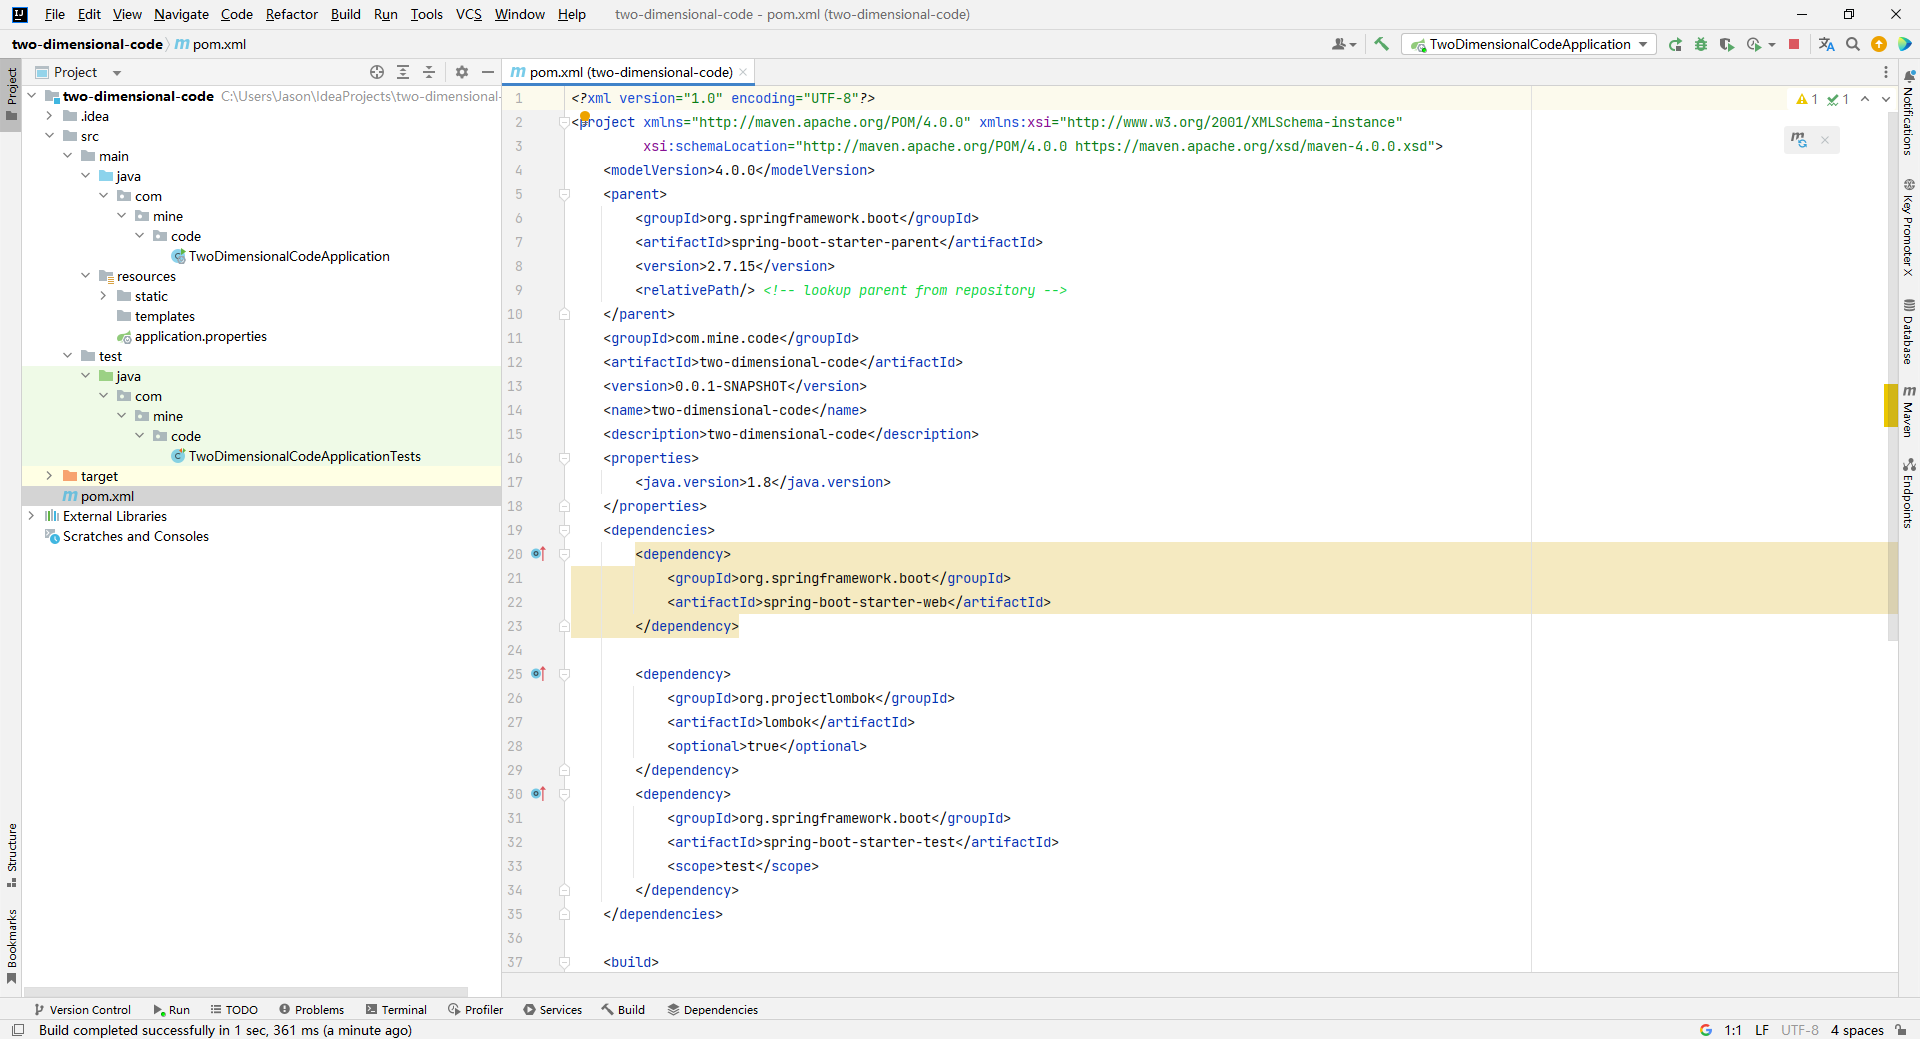 File Edit View Navigate Code Refactor Build Run Tools VCS Window Help two-dimensional-code - pom.xml (two-dimensional-code)
two-dimensional-code pom.xml TwoDimensionalCodeApplication
Project
Project
pom.xml (two-dimensional-code)
two-dimensional-code C:\Users\Jason\IdeaProjects\two-dimensional-
.idea
src
main
java
com
mine
code
TwoDimensionalCodeApplication
resources
static
templates
application.properties
test
java
com
mine
code
TwoDimensionalCodeApplicationTests
target
pom.xml
External Libraries
Scratches and Consoles
Structure
Bookmarks
1 <?xml version="1.0" encoding="UTF-8"?>
2 <project xmlns="http://maven.apache.org/POM/4.0.0" xmlns:xsi="http://www.w3.org/2001/XMLSchema-instance"
3 xsi:schemaLocation="http://maven.apache.org/POM/4.0.0 https://maven.apache.org/xsd/maven-4.0.0.xsd">
4 <modelVersion>4.0.0</modelVersion>
5 <parent>
6 <groupId>org.springframework.boot</groupId>
7 <artifactId>spring-boot-starter-parent</artifactId>
8 <version>2.7.15</version>
9 <relativePath/> <!-- lookup parent from repository -->
10 </parent>
11 <groupId>com.mine.code</groupId>
12 <artifactId>two-dimensional-code</artifactId>
13 <version>0.0.1-SNAPSHOT</version>
14 <name>two-dimensional-code</name>
15 <description>two-dimensional-code</description>
16 <properties>
17 <java.version>1.8</java.version>
18 </properties>
19 <dependencies>
20 <dependency>
21 <groupId>org.springframework.boot</groupId>
22 <artifactId>spring-boot-starter-web</artifactId>
23 </dependency>
24
25 <dependency>
26 <groupId>org.projectlombok</groupId>
27 <artifactId>lombok</artifactId>
28 <optional>true</optional>
29 </dependency>
30 <dependency>
31 <groupId>org.springframework.boot</groupId>
32 <artifactId>spring-boot-starter-test</artifactId>
33 <scope>test</scope>
34 </dependency>
35 </dependencies>
36
37 <build>
1 1
Notifications
Key Promoter X
Database
Maven
Endpoints
Version Control Run TODO Problems Terminal Profiler Services Build Dependencies
Build completed successfully in 1 sec, 361 ms (a minute ago) 1:1 LF UTF-8 4 spaces